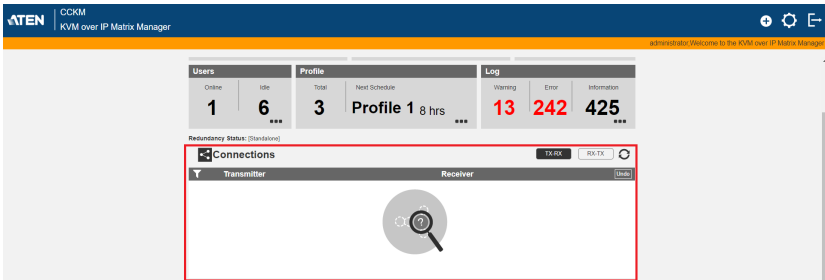 ATEN
CCKM
KVM over IP Matrix Manager
administrator,Welcome to the KVM over IP Matrix Manager
Users
Profile
Log
Online
Idle
Total
Next Schedule
Warning
Error
Information
1
6
3
Profile 1 8 hrs
13
242
425
Redundancy Status: [Standalone]
Connections
TX-RX
RX-TX
Transmitter
Receiver
Undo
?